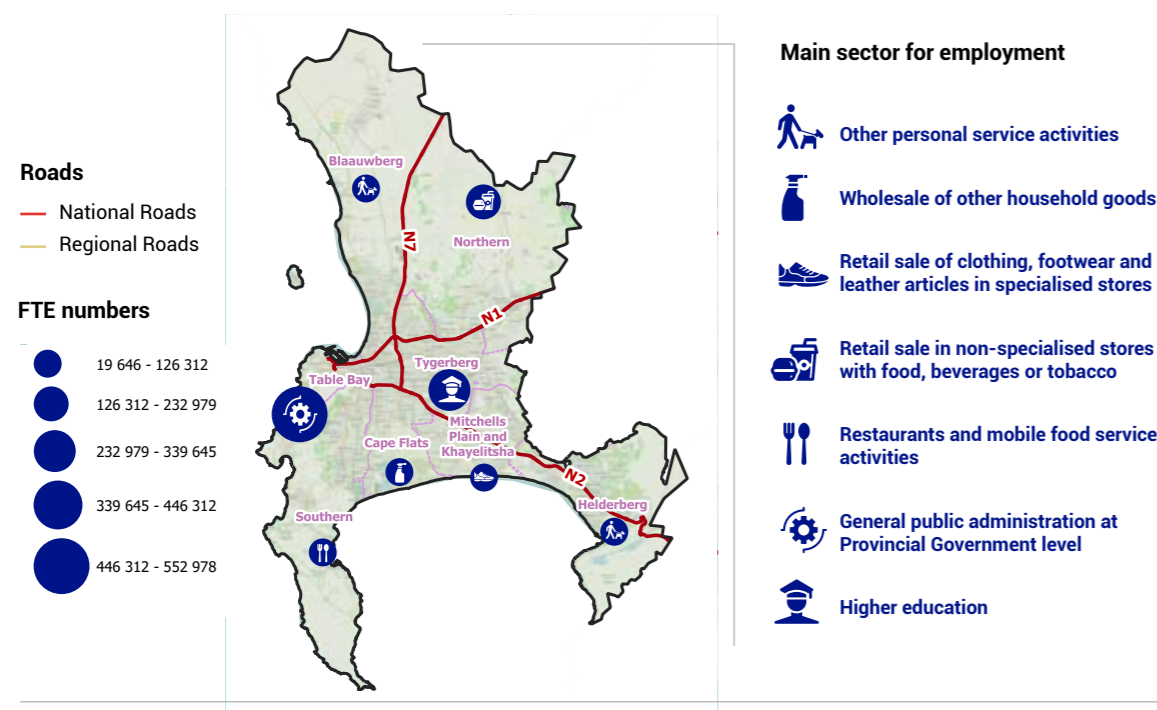 Roads
National Roads
Regional Roads
FTE numbers
19 646 - 126 312
126 312 - 232 979
232 979 - 339 645
339 645 - 446 312
446 312 - 552 978
Blaauwberg
Northern
N7
N1
Tygerberg
Table Bay
Mitchells
Plain and
Khayelitsha
Cape Flats
N2
Helderberg
Southern
Main sector for employment
Other personal service activities
Wholesale of other household goods
Retail sale of clothing, footwear and
leather articles in specialised stores
Retail sale in non-specialised stores
with food, beverages or tobacco
Restaurants and mobile food service
activities
General public administration at
Provincial Government level
Higher education